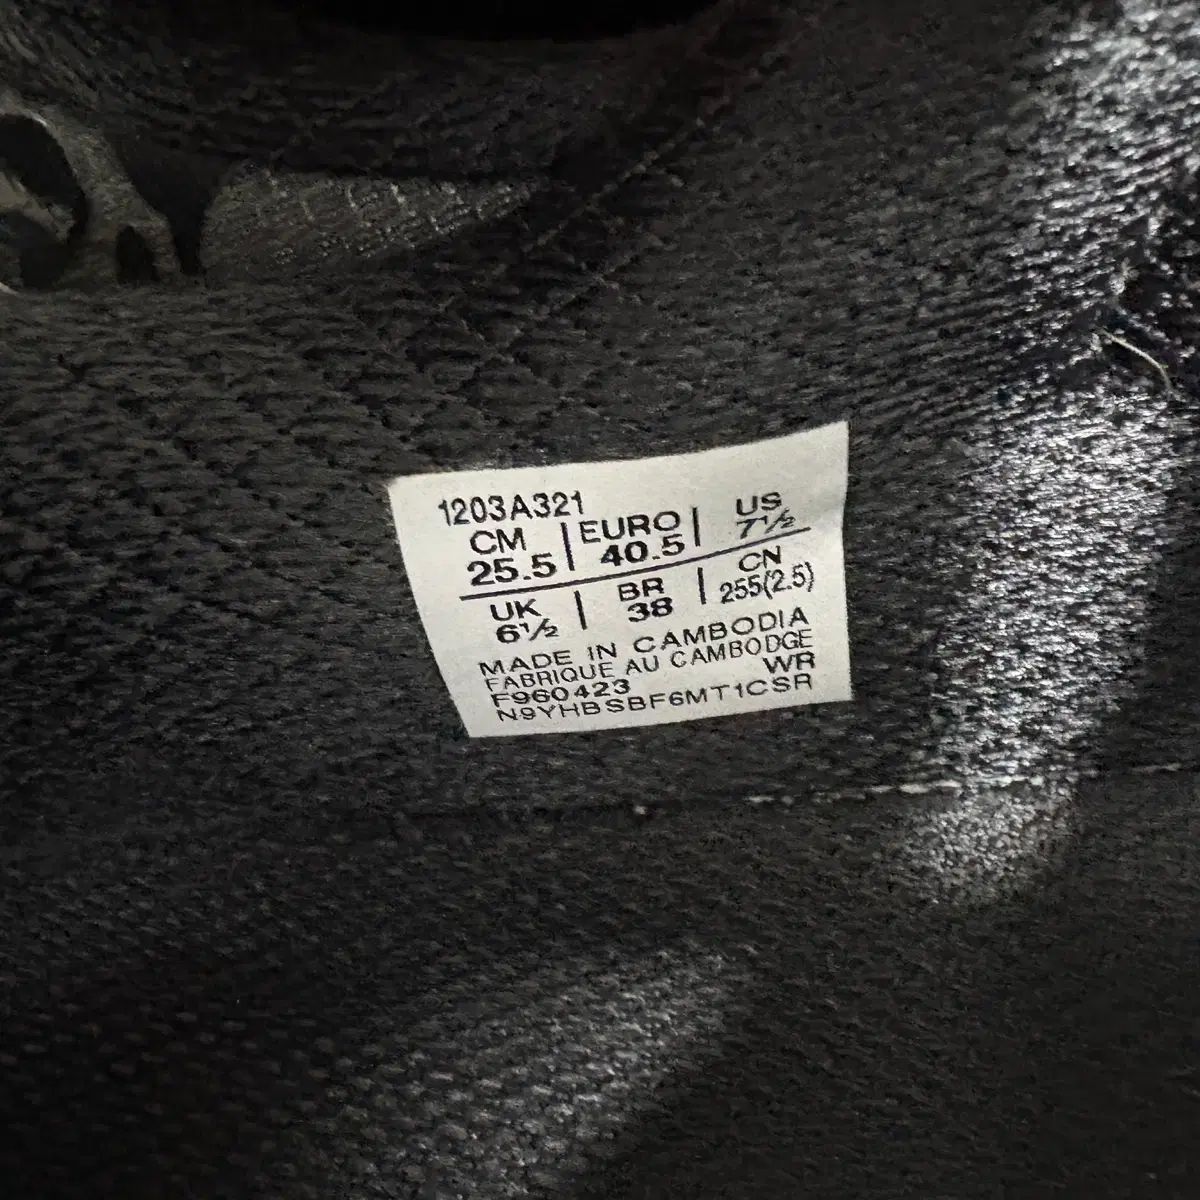 1203A321
CM | EURO | US
25.5 | 40.5 | 7½
UK | BR | CN
6½ | 38 | 255(2.5)
MADE IN CAMBODIA
FABRIQUE AU CAMBODGE
F960423 WR
N9YHBSBF6MT1CSR